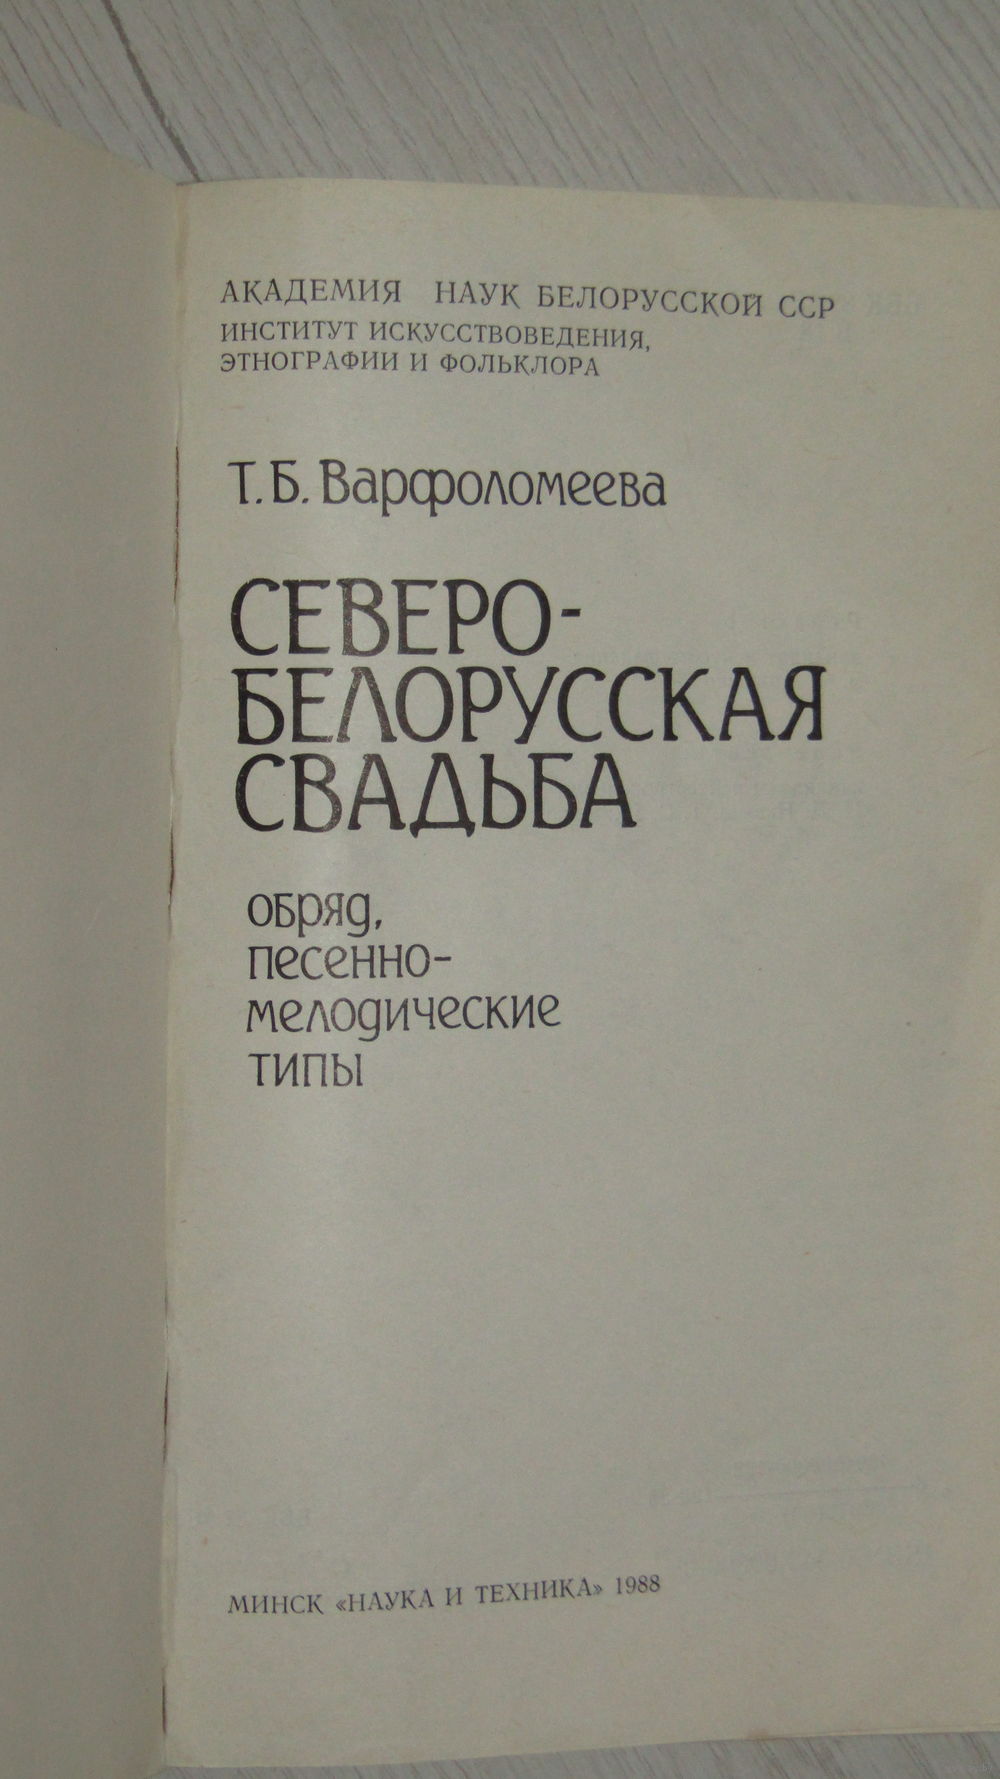 АКАДЕМИЯ НАУК БЕЛОРУССКОЙ ССР
ИНСТИТУТ ИСКУССТВОВЕДЕНИЯ,
ЭТНОГРАФИИ И ФОЛЬКЛОРА
Т. Б. Варфоломеева
СЕВЕРО-
БЕЛОРУССКАЯ
СВАДЬБА
обряд,
песенно-
мелодические
типы
МИНСК «НАУКА И ТЕХНИКА» 1988